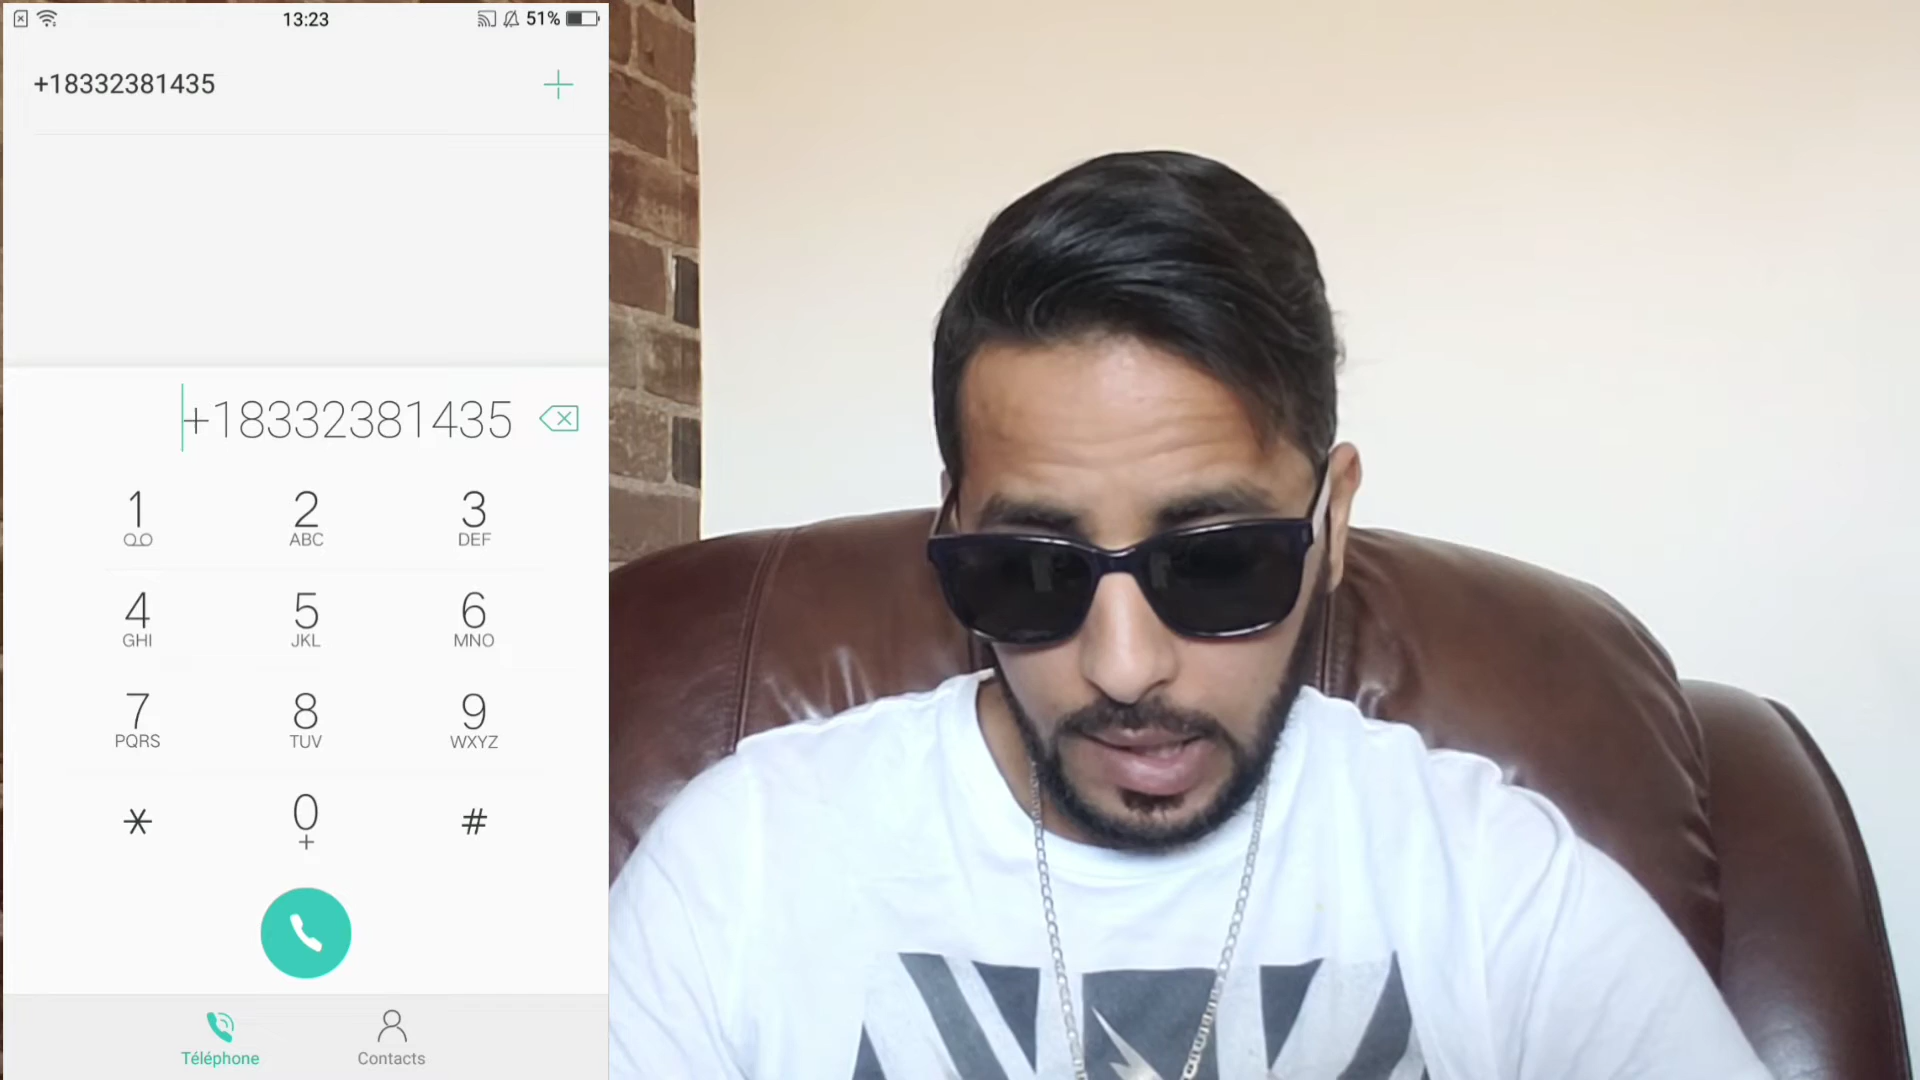 13:23
51%
+18332381435
+18332381435
1
2
3
ABC
DEF
4
5
6
GHI
JKL
MNO
7
8
9
PQRS
TUV
WXYZ
*
0
#
+
Téléphone
Contacts